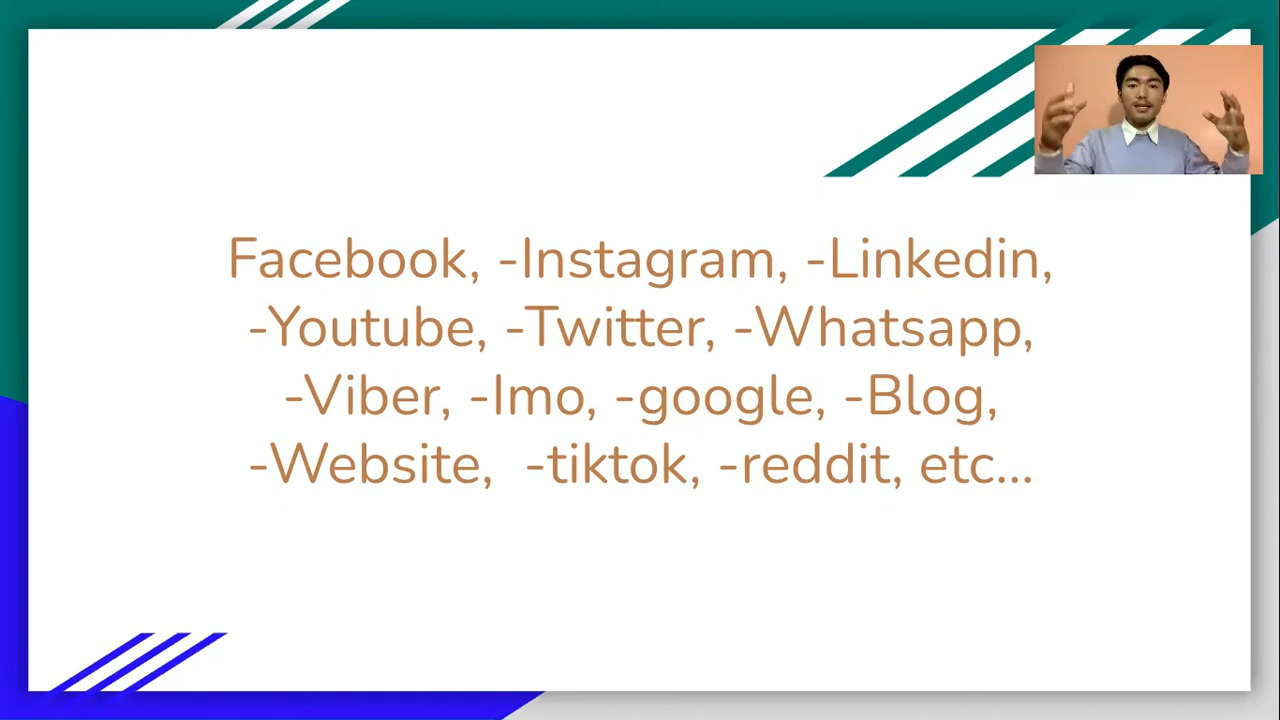 Facebook, -Instagram, -Linkedin,
-Youtube, -Twitter, -Whatsapp,
-Viber, -Imo, -google, -Blog,
-Website,  -tiktok, -reddit, etc...